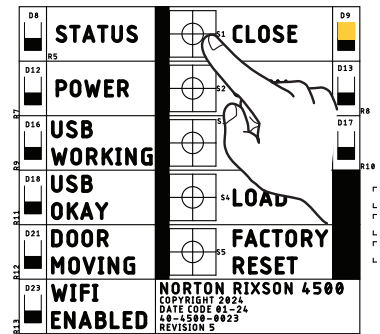 D8
STATUS
R5
S1
CLOSE
D9
D12
POWER
R7
S2
D13
R8
D16
USB
WORKING
R9
D17
R10
D18
USB
OKAY
R11
S4
LOAD
D21
DOOR
MOVING
R12
S5
FACTORY
RESET
D23
WIFI
ENABLED
R13
NORTON RIXSON 4500
COPYRIGHT 2024
DATE CODE 01-24
40-4500-0023
REVISION 5